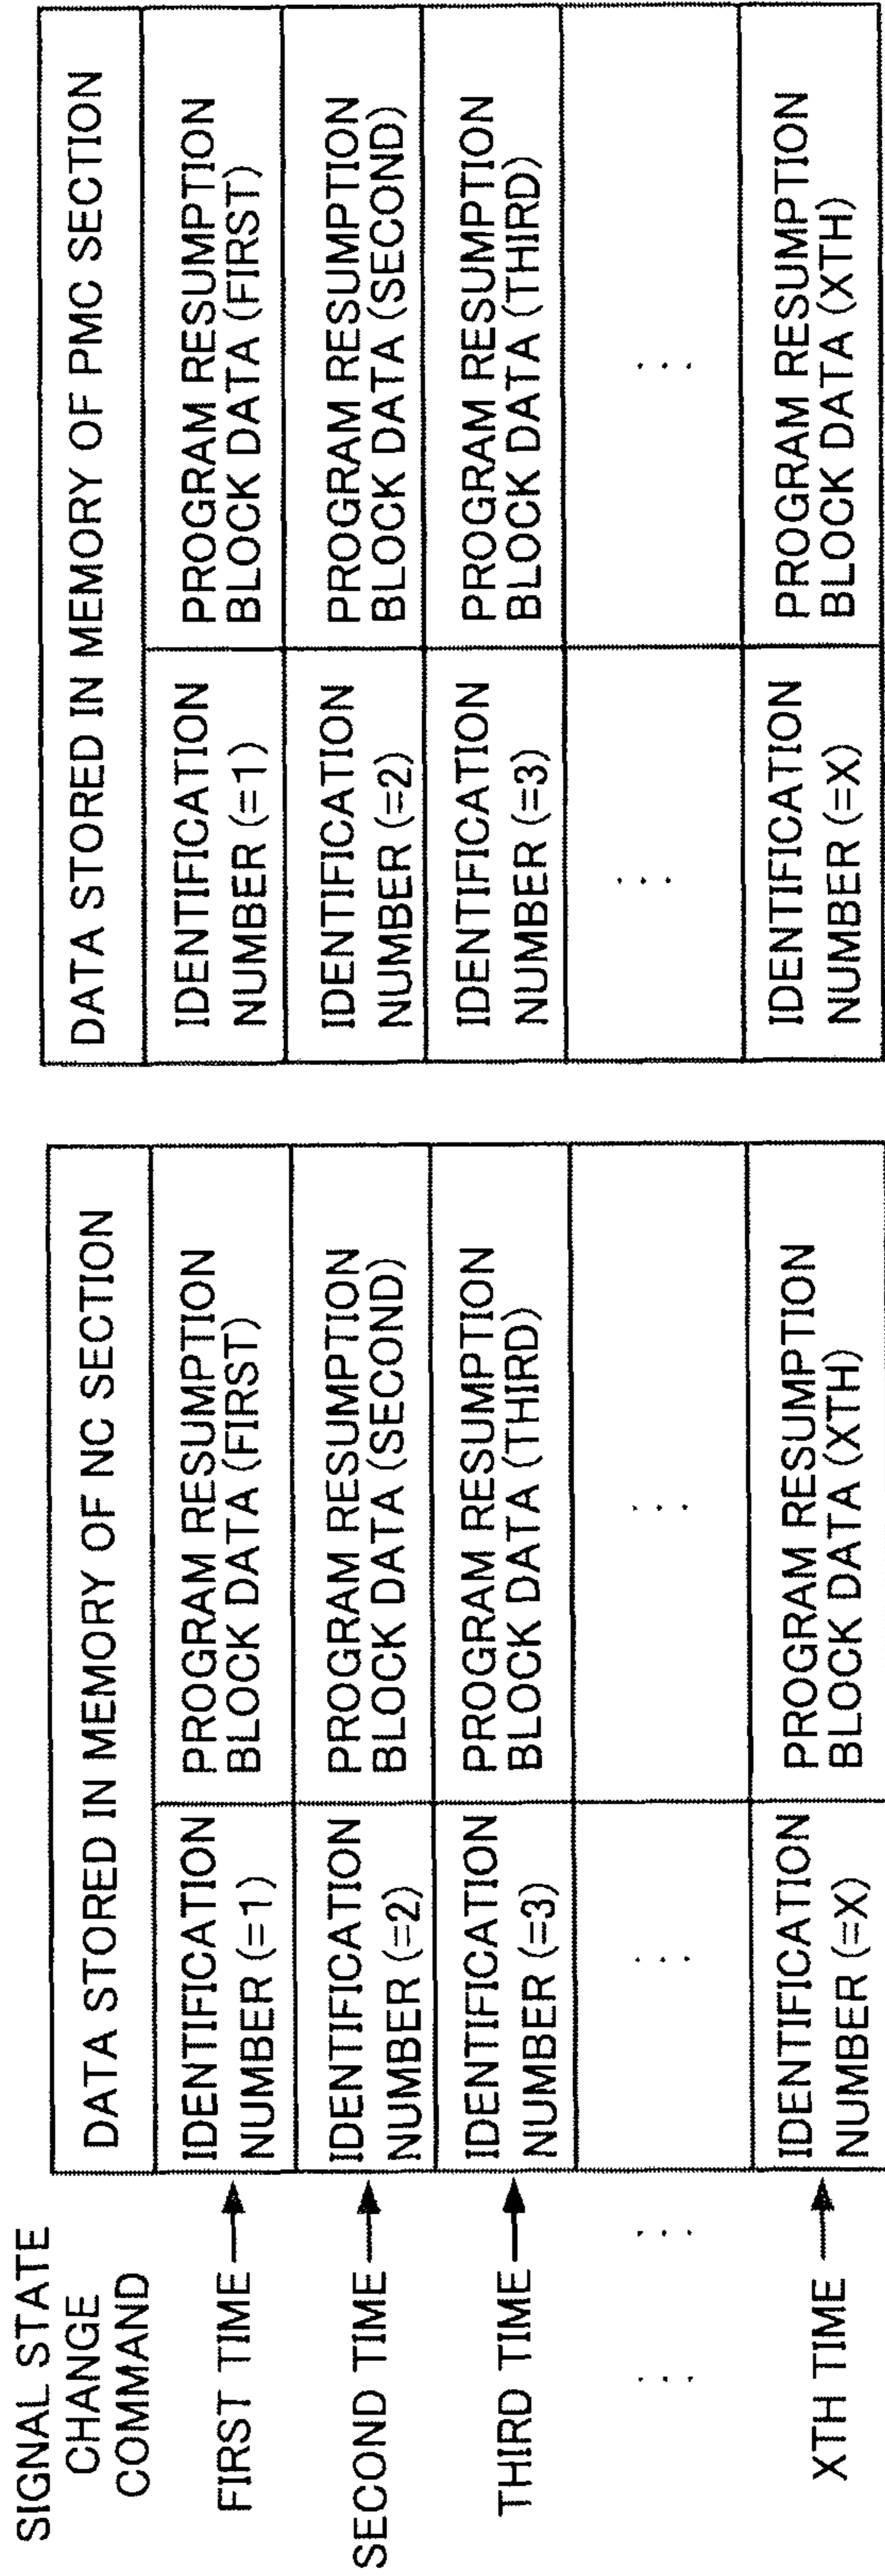 SIGNAL STATE
CHANGE
COMMAND
DATA STORED IN MEMORY OF NC SECTION
DATA STORED IN MEMORY OF PMC SECTION
FIRST TIME
IDENTIFICATION
NUMBER (=1)
PROGRAM RESUMPTION
BLOCK DATA (FIRST)
IDENTIFICATION
NUMBER (=1)
PROGRAM RESUMPTION
BLOCK DATA (FIRST)
SECOND TIME
IDENTIFICATION
NUMBER (=2)
PROGRAM RESUMPTION
BLOCK DATA (SECOND)
IDENTIFICATION
NUMBER (=2)
PROGRAM RESUMPTION
BLOCK DATA (SECOND)
THIRD TIME
IDENTIFICATION
NUMBER (=3)
PROGRAM RESUMPTION
BLOCK DATA (THIRD)
IDENTIFICATION
NUMBER (=3)
PROGRAM RESUMPTION
BLOCK DATA (THIRD)
... ... ... ... ... ...
XTH TIME
IDENTIFICATION
NUMBER (=X)
PROGRAM RESUMPTION
BLOCK DATA (XTH)
IDENTIFICATION
NUMBER (=X)
PROGRAM RESUMPTION
BLOCK DATA (XTH)